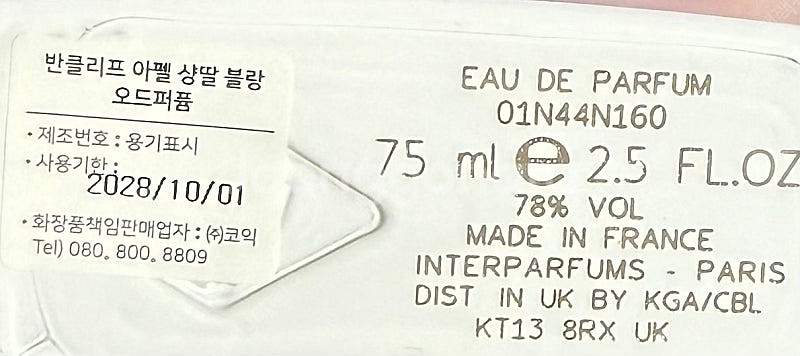 반클리프 아펠 샹딸 블랑
오드퍼퓸
· 제조번호 : 용기표시
· 사용기한 :
2028/10/01
· 화장품책임판매업자 : ㈜코익
Tel) 080. 800. 8809
EAU DE PARFUM
01N44N160
75 ml e 2.5 FL.OZ
78% VOL
MADE IN FRANCE
INTERPARFUMS - PARIS
DIST IN UK BY KGA/CBL
KT13 8RX UK